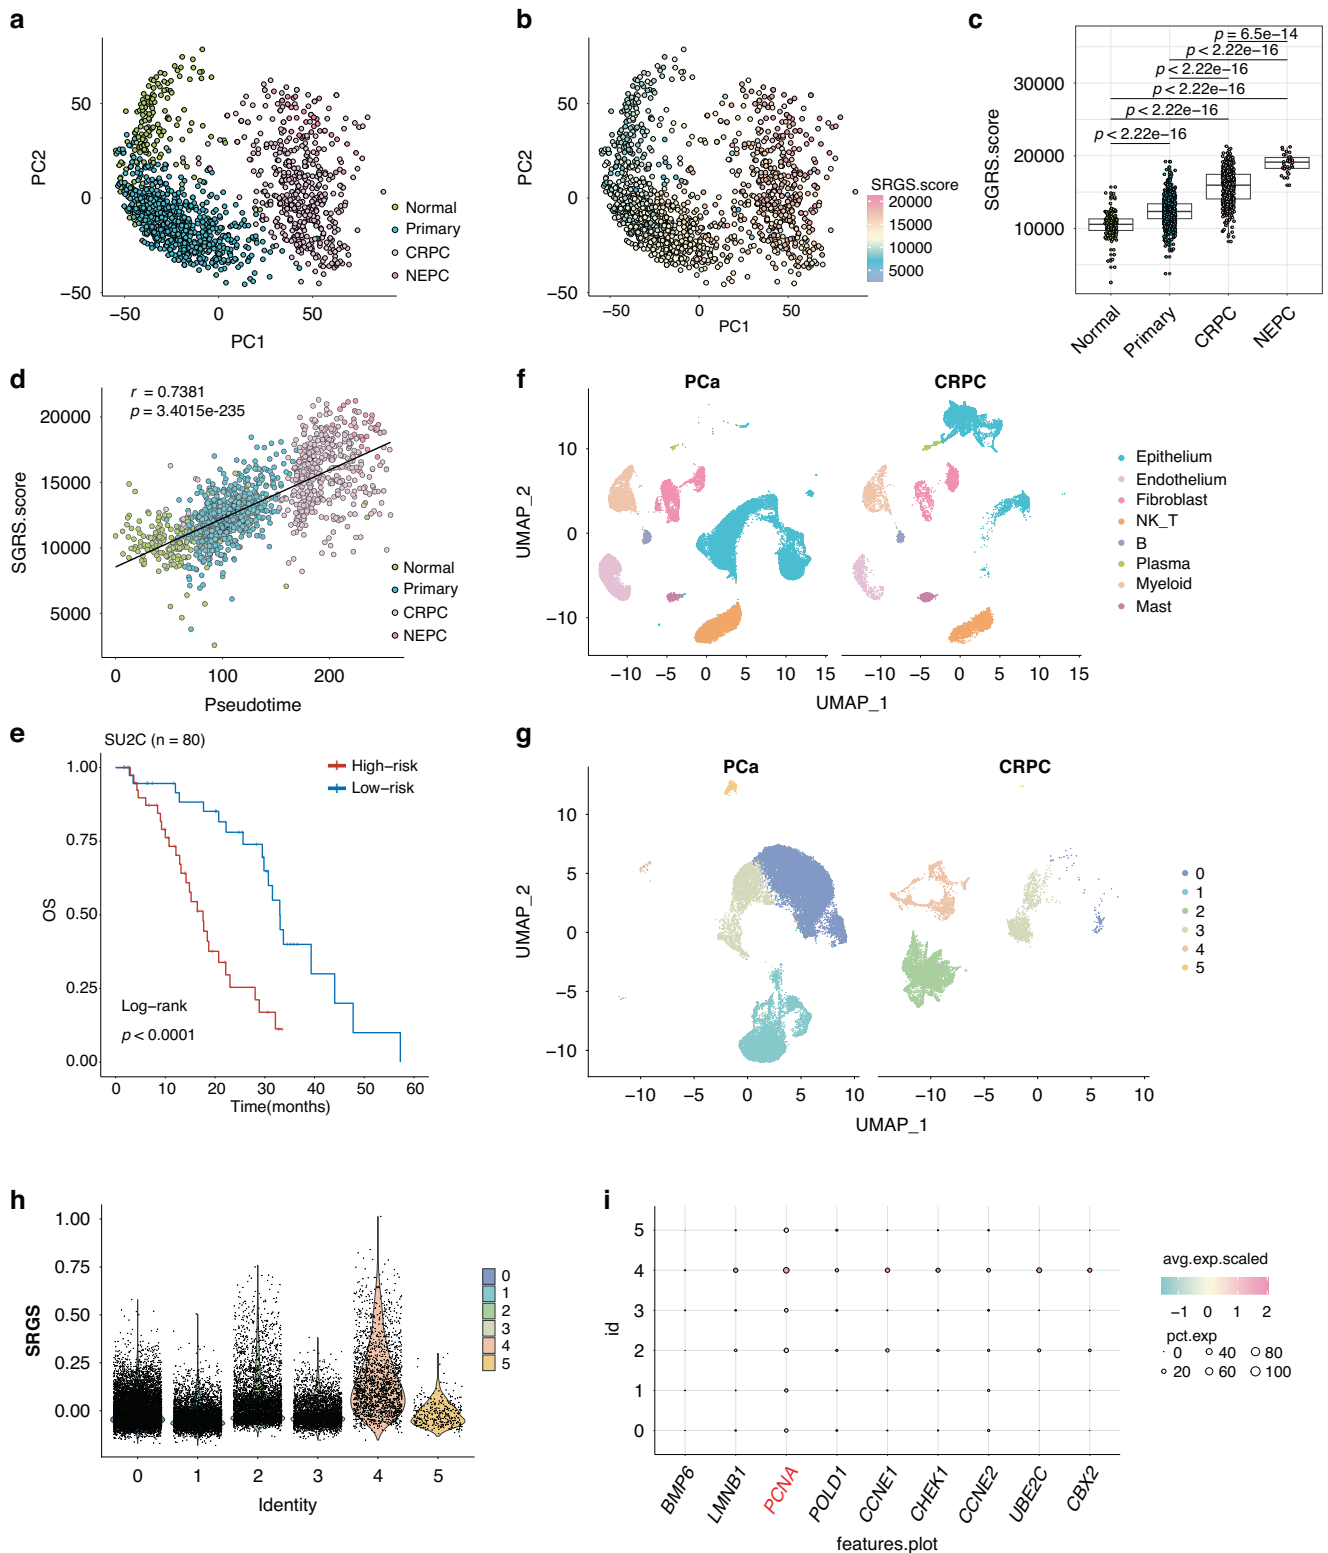 a
PC2
50
0
−50
−50
0
50
PC1
Normal
Primary
CRPC
NEPC
b
PC2
50
0
−50
−50
0
50
PC1
SRGS.score
20000
15000
10000
5000
c
SGRS.score
30000
20000
10000
p = 6.5e-14
p < 2.22e-16
p < 2.22e-16
p < 2.22e-16
p < 2.22e-16
p < 2.22e-16
Normal
Primary
CRPC
NEPC
d
r = 0.7381
p = 3.4015e-235
SGRS.score
20000
15000
10000
5000
0
100
200
Pseudotime
Normal
Primary
CRPC
NEPC
f
PCa
CRPC
UMAP_2
10
0
−5
−10
5
−10
−5
0
5
10
15
−10
−5
0
5
10
15
UMAP_1
Epithelium
Endothelium
Fibroblast
NK_T
B
Plasma
Myeloid
Mast
e
SU2C (n = 80)
High−risk
Low−risk
OS
1.00
0.75
0.50
0.25
0.00
Log−rank
p < 0.0001
0
10
20
30
40
50
60
Time(months)
g
PCa
CRPC
UMAP_2
10
5
0
−5
−10
−10
−5
0
5
10
−10
−5
0
5
10
UMAP_1
0
1
2
3
4
5
h
SRGS
1.00
0.75
0.50
0.25
0.00
0
1
2
3
4
5
Identity
0
1
2
3
4
5
i
id
5
4
3
2
1
0
BMP6
LMNB1
PCNA
POLD1
CCNE1
CHEK1
CCNE2
UBE2C
CBX2
features.plot
avg.exp.scaled
−1 0 1 2
pct.exp
0 40 80
20 60 100